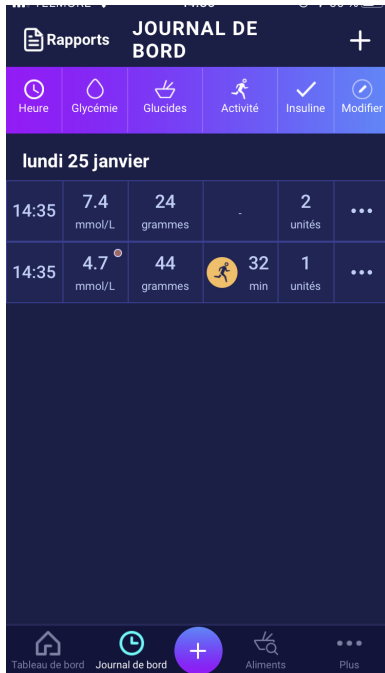 Rapports
JOURNAL DE
BORD
Heure
Glycémie
Glucides
Activité
Insuline
Modifier
lundi 25 janvier
14:35
7.4
mmol/L
24
grammes
-
2
unités
14:35
4.7
mmol/L
44
grammes
32
min
1
unités
Tableau de bord
Journal de bord
Aliments
Plus